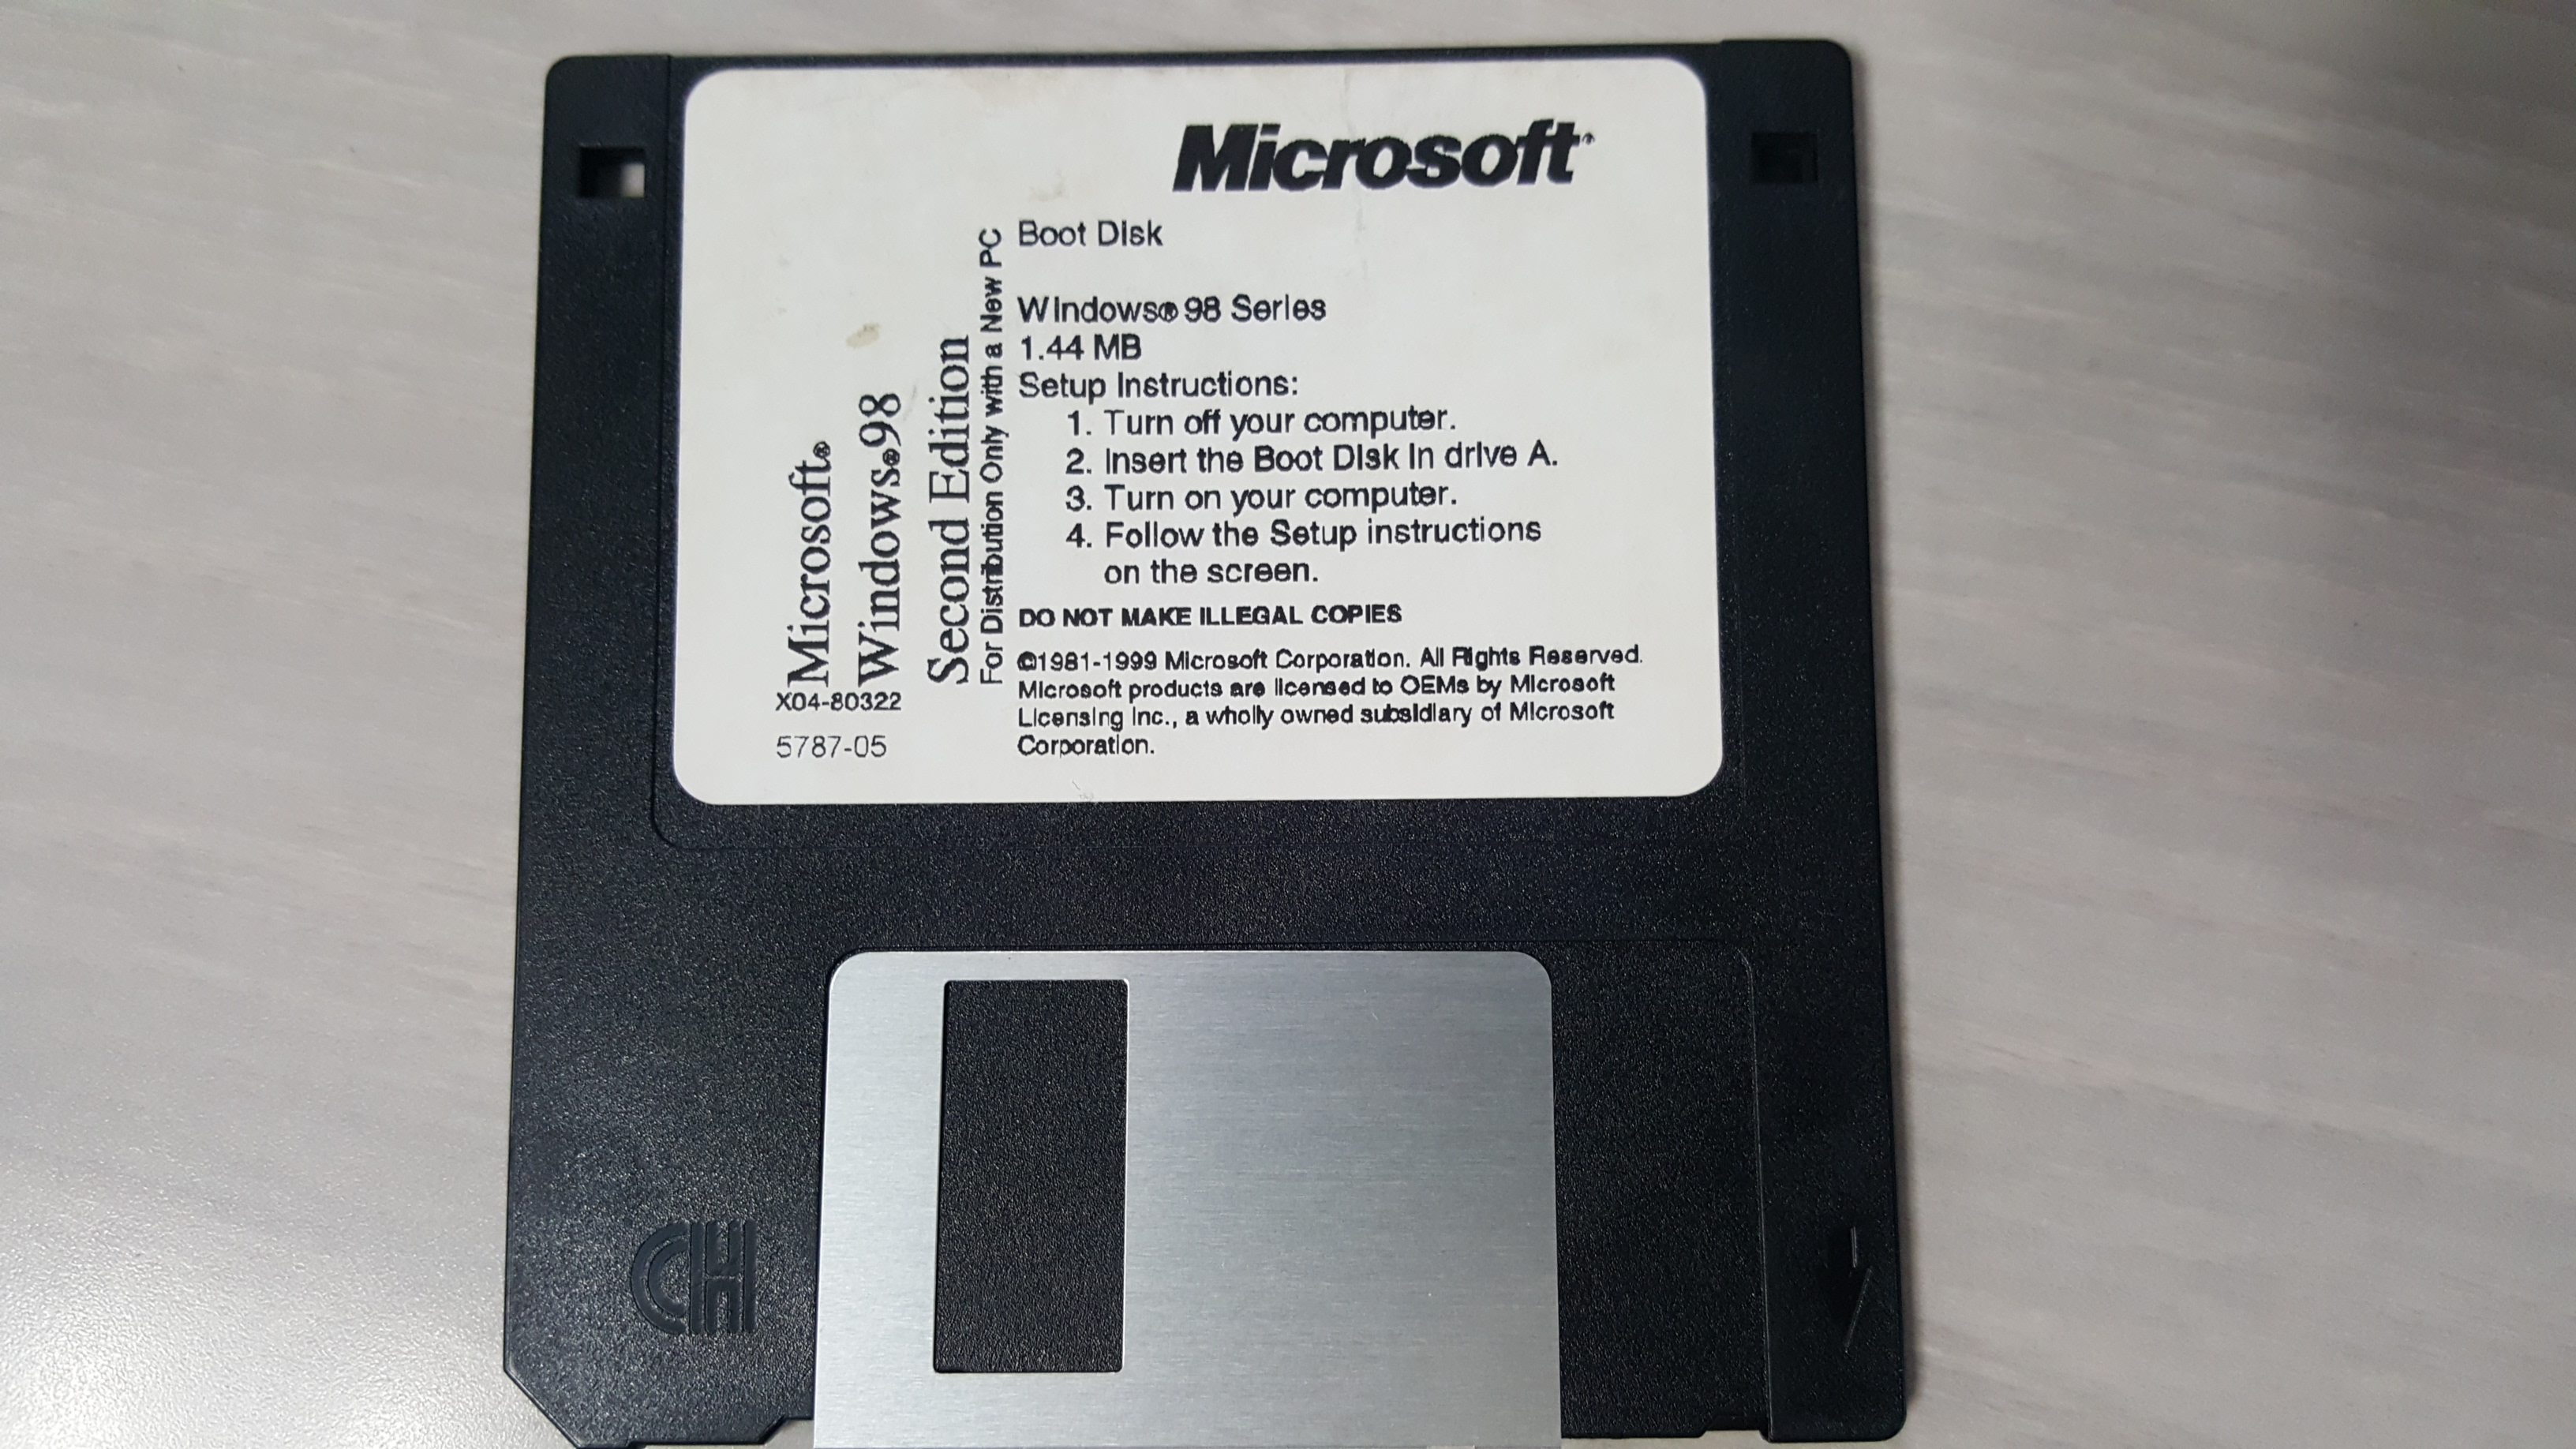 Microsoft®
Boot Disk
Windows® 98 Series
1.44 MB
Setup Instructions:
1. Turn off your computer.
2. Insert the Boot Disk in drive A.
3. Turn on your computer.
4. Follow the Setup instructions
on the screen.
DO NOT MAKE ILLEGAL COPIES
©1981-1999 Microsoft Corporation. All Rights Reserved.
Microsoft products are licensed to OEMs by Microsoft
Licensing Inc., a wholly owned subsidiary of Microsoft
Corporation.
Microsoft®
Windows®98
Second Edition
For Distribution Only with a New PC
X04-80322
5787-05
CH